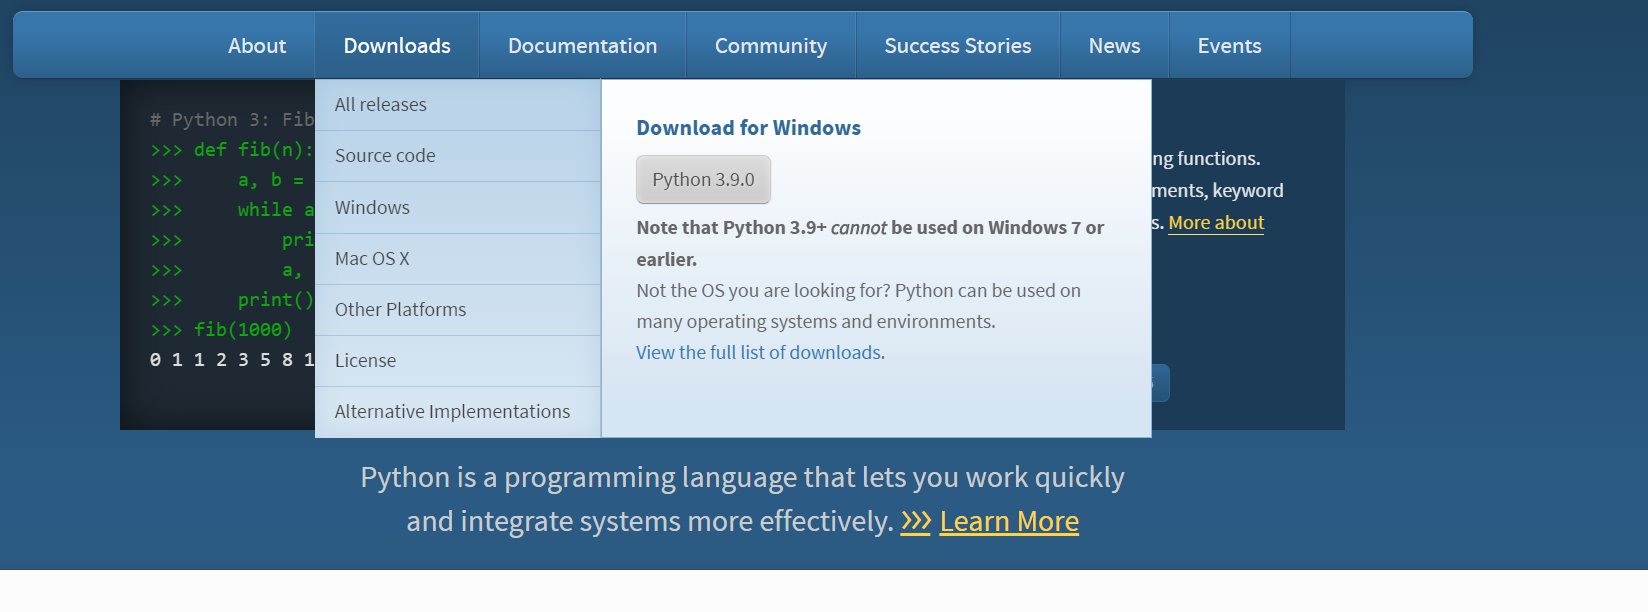 About Downloads Documentation Community Success Stories News Events
# Python 3: Fib
>>> def fib(n):
>>>     a, b =
>>>     while a
>>>         pri
>>>         a,
>>>     print()
>>> fib(1000)
0 1 1 2 3 5 8 1
All releases
Source code
Windows
Mac OS X
Other Platforms
License
Alternative Implementations
Download for Windows
Python 3.9.0
Note that Python 3.9+ cannot be used on Windows 7 or
earlier.
Not the OS you are looking for? Python can be used on
many operating systems and environments.
View the full list of downloads.
ng functions.
ments, keyword
s. More about
Python is a programming language that lets you work quickly
and integrate systems more effectively. >>> Learn More